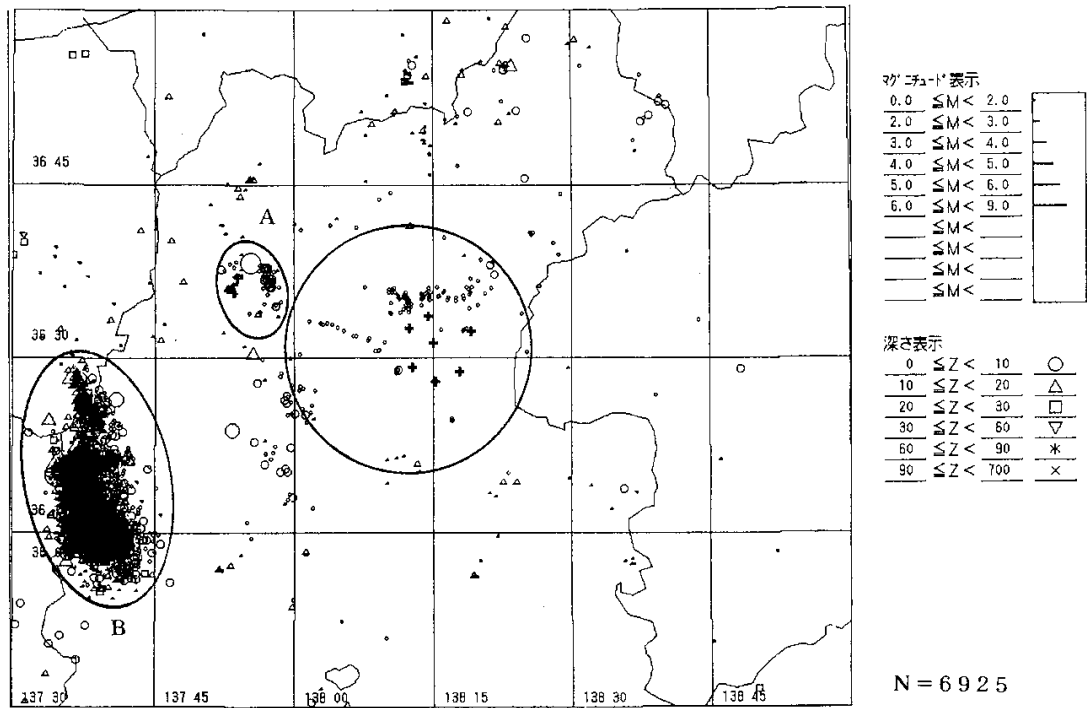 36 45
A
36 30
36
36
B
137 30
137 45
138 00
138 15
138 30
138 45
マグニチュード表示
0.0 ≦M< 2.0
2.0 ≦M< 3.0
3.0 ≦M< 4.0
4.0 ≦M< 5.0
5.0 ≦M< 6.0
6.0 ≦M< 9.0
≦M<
≦M<
≦M<
≦M<
深さ表示
0 ≦Z< 10 ○
10 ≦Z< 20 △
20 ≦Z< 30 □
30 ≦Z< 60 ▽
60 ≦Z< 90 ＊
90 ≦Z< 700 ×
N=6925